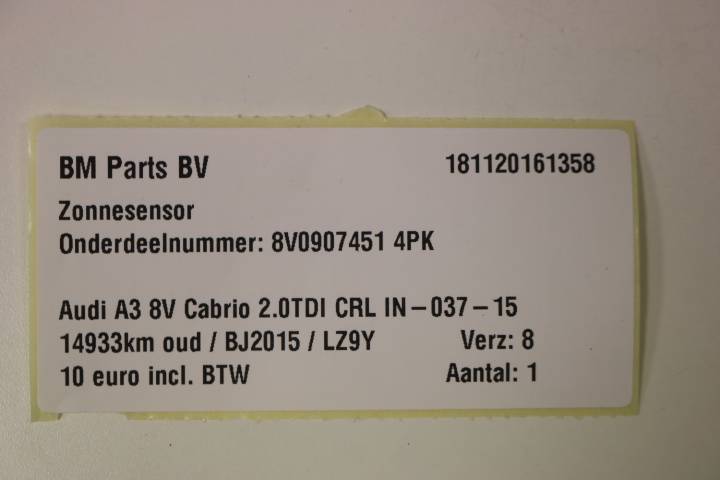 BM Parts BV 181120161358
Zonnesensor
Onderdeelnummer: 8V0907451 4PK
Audi A3 8V Cabrio 2.0TDI CRL IN-037-15
14933km oud / BJ2015 / LZ9Y Verz: 8
10 euro incl. BTW Aantal: 1